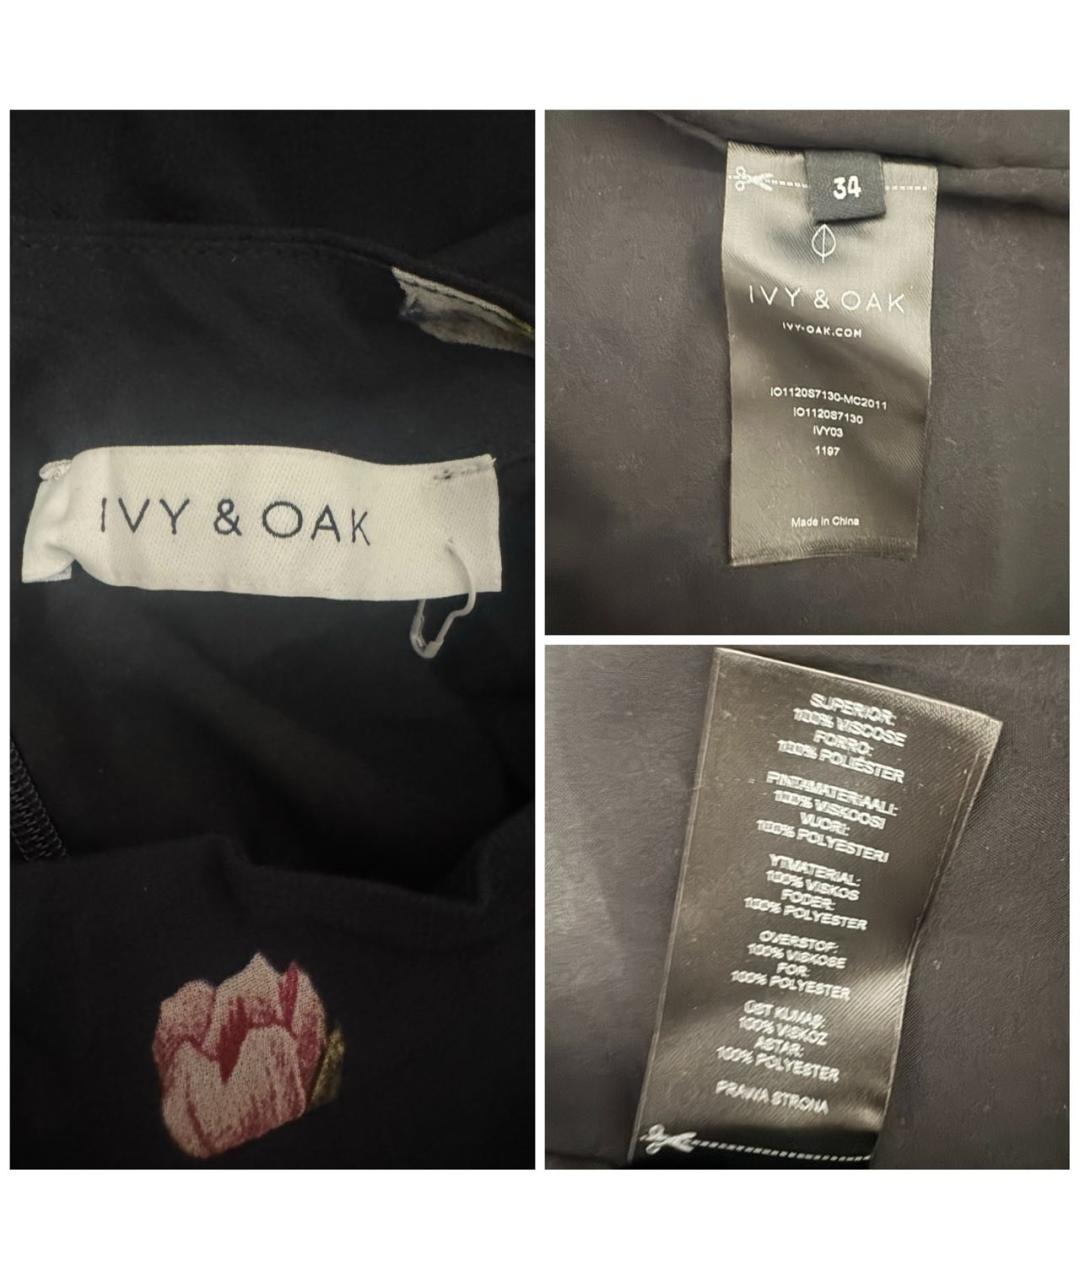 IVY & OAK
34
IVY & OAK
IVY-OAK.COM
IO1120S7130-MC2011
IO1120S7130
IVY03
1197
Made in China
SUPERIOR:
100% VISCOSE
FORRO:
100% POLIÉSTER
PINTAMATERIAALI:
100% VISKOOSI
VUORI:
100% POLYESTERI
YTMATERIAL:
100% VISKOS
FODER:
100% POLYESTER
OVERSTOF:
100% VISKOSE
FOR:
100% POLYESTER
ÜST KUMAŞ:
100% VISKOZ
ASTAR:
100% POLYESTER
PRAWA STRONA